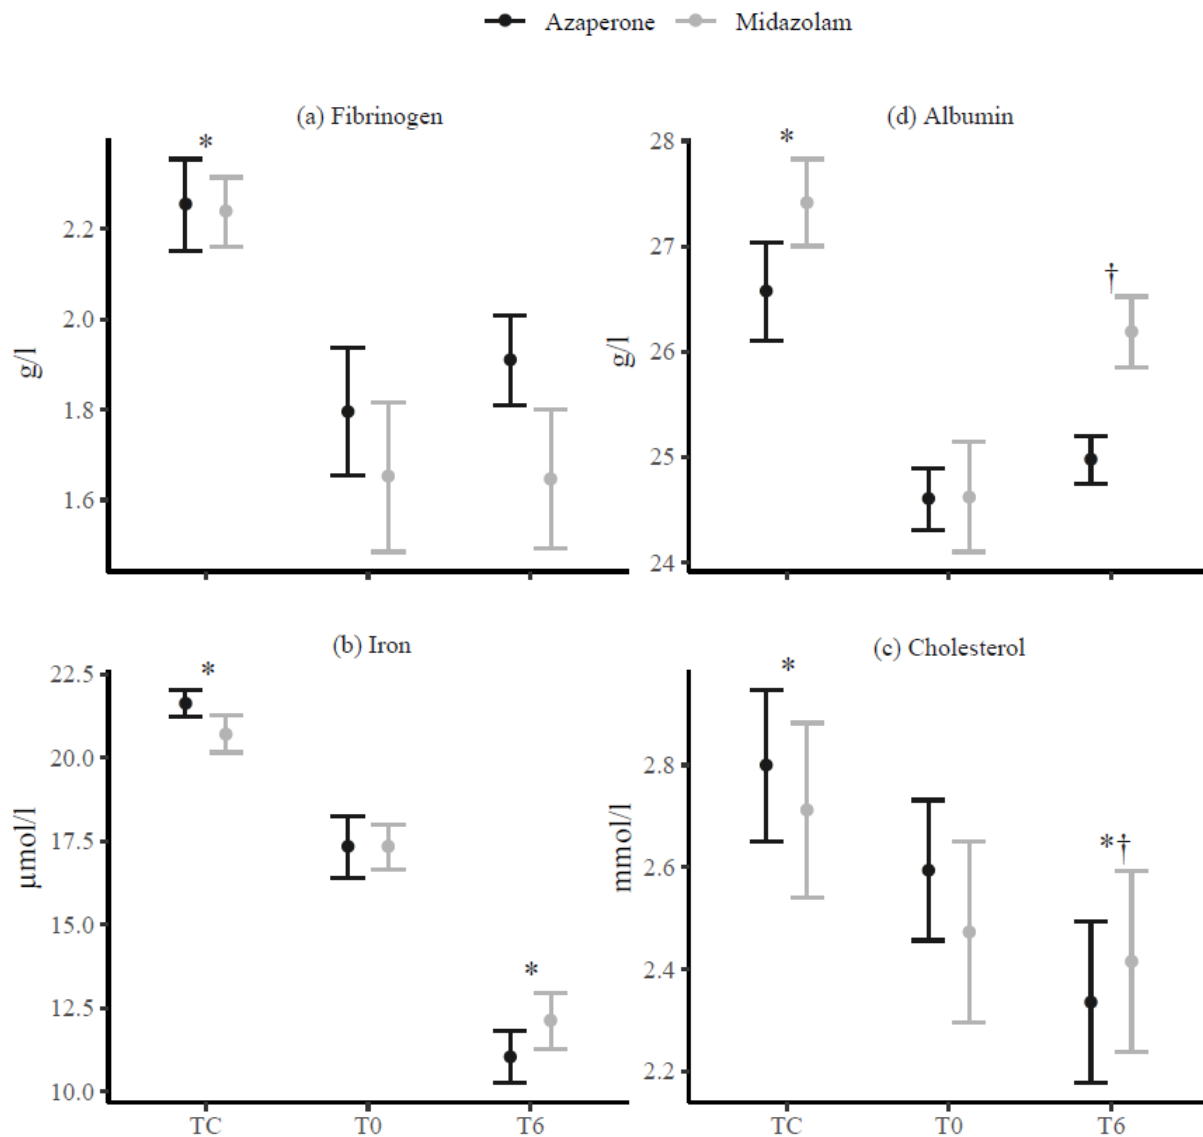 Azaperone Midazolam
(a) Fibrinogen
*
2.2
2.0
1.8
1.6
g/l
(d) Albumin
*
†
28
27
26
25
24
g/l
(b) Iron
*
*
22.5
20.0
17.5
15.0
12.5
10.0
µmol/l
TC T0 T6
(c) Cholesterol
*
*†
2.8
2.6
2.4
2.2
mmol/l
TC T0 T6